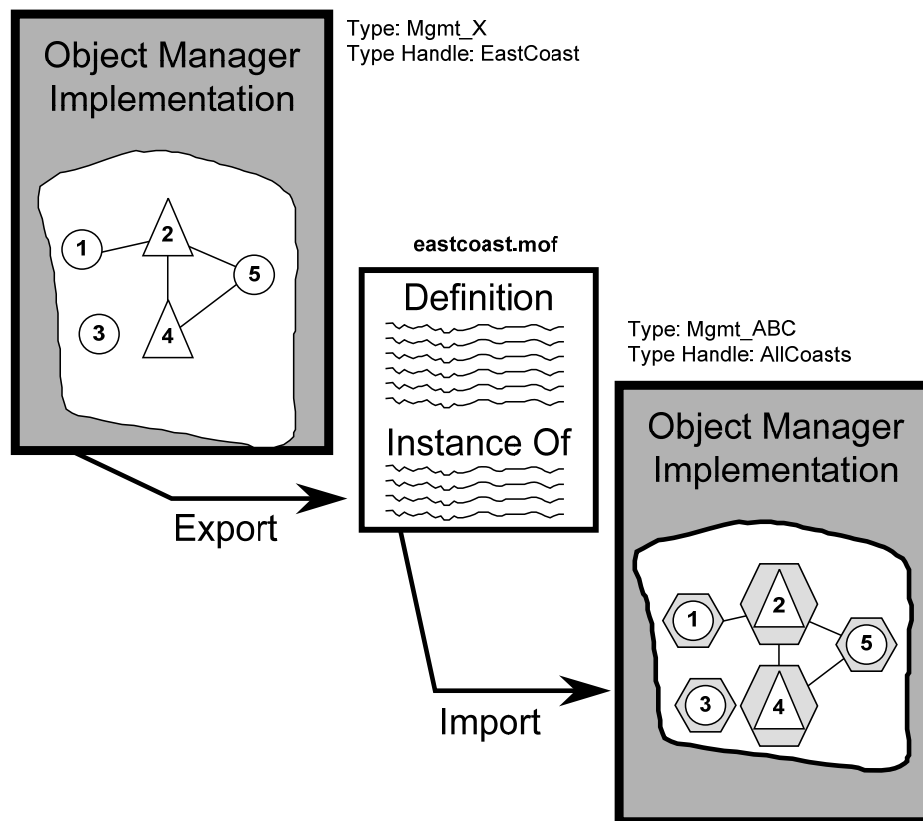 Object Manager
Implementation
Type: Mgmt_X
Type Handle: EastCoast
1
2
5
3
4
eastcoast.mof
Definition
Instance Of
Export
Type: Mgmt_ABC
Type Handle: AllCoasts
Object Manager
Implementation
1
2
5
3
4
Import